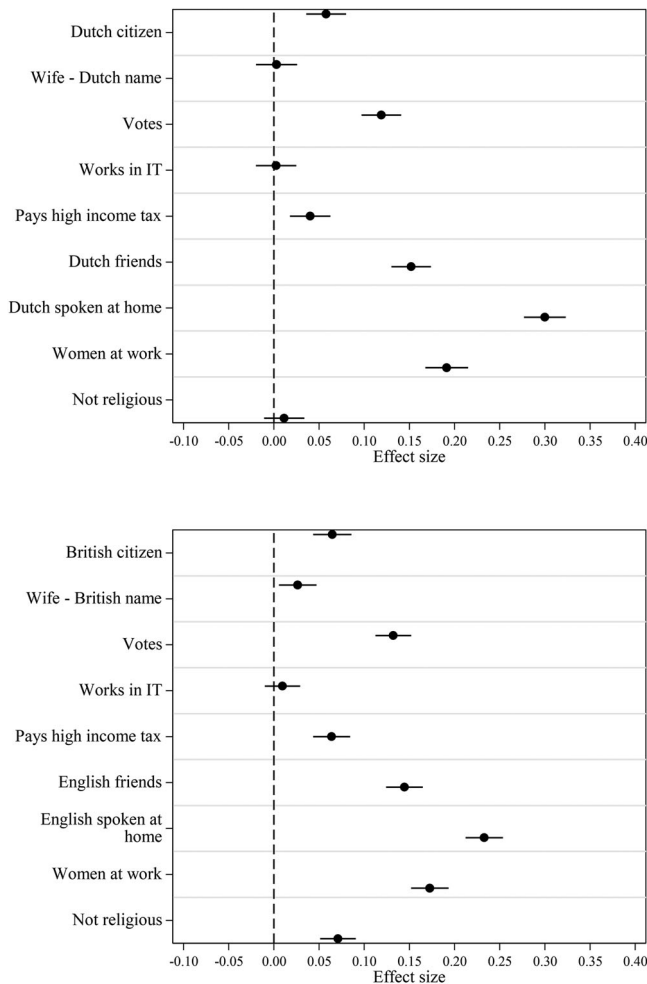 Dutch citizen
Wife - Dutch name
Votes
Works in IT
Pays high income tax
Dutch friends
Dutch spoken at home
Women at work
Not religious
-0.10 -0.05 0.00 0.05 0.10 0.15 0.20 0.25 0.30 0.35 0.40
Effect size
British citizen
Wife - British name
Votes
Works in IT
Pays high income tax
English friends
English spoken at
home
Women at work
Not religious
-0.10 -0.05 0.00 0.05 0.10 0.15 0.20 0.25 0.30 0.35 0.40
Effect size